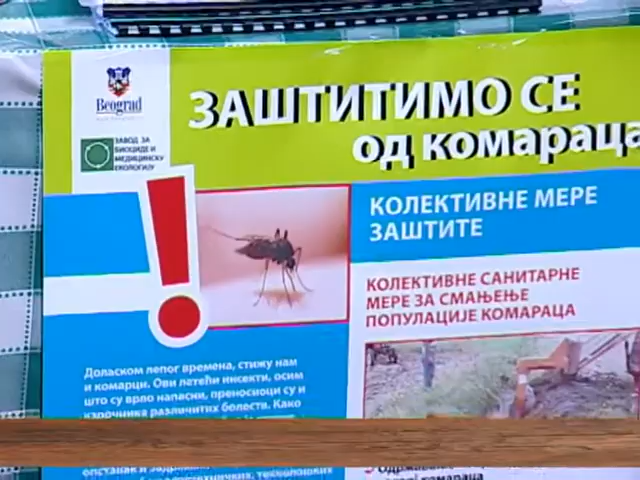 Beograd
ЗАВОД ЗА
БИОЦИДЕ И
МЕДИЦИНСКУ
ЕКОЛОГИЈУ
ЗАШТИТИМО СЕ
од комараца
КОЛЕКТИВНЕ МЕРЕ
ЗАШТИТЕ
КОЛЕКТИВНЕ САНИТАРНЕ
МЕРЕ ЗА СМАЊЕЊЕ
ПОПУЛАЦИЈЕ КОМАРАЦА
Доласком лепог времена, стижу нам
и комарци. Ови летећи инсекти, осим
што су врло напасни, преносиоци су и
узрочника различитих болести. Како